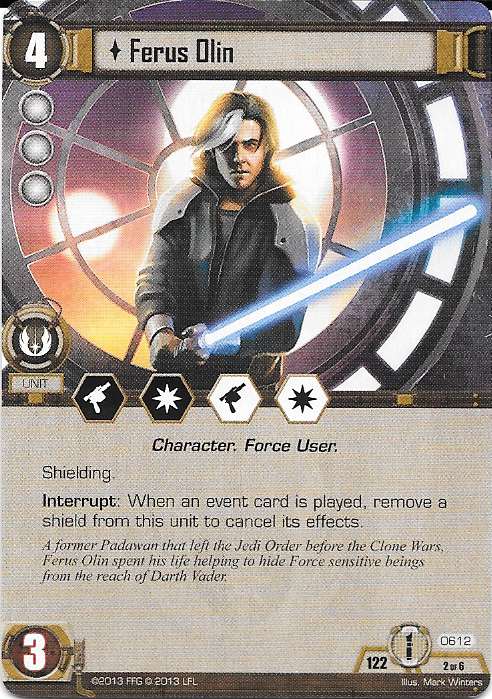 4
Ferus Olin
UNIT
Character. Force User.
Shielding.
Interrupt: When an event card is played, remove a
shield from this unit to cancel its effects.
A former Padawan that left the Jedi Order before the Clone Wars,
Ferus Olin spent his life helping to hide Force sensitive beings
from the reach of Darth Vader.
3
122
0612
2 OF 6
©2013 FFG © 2013 LFL
Illus. Mark Winters